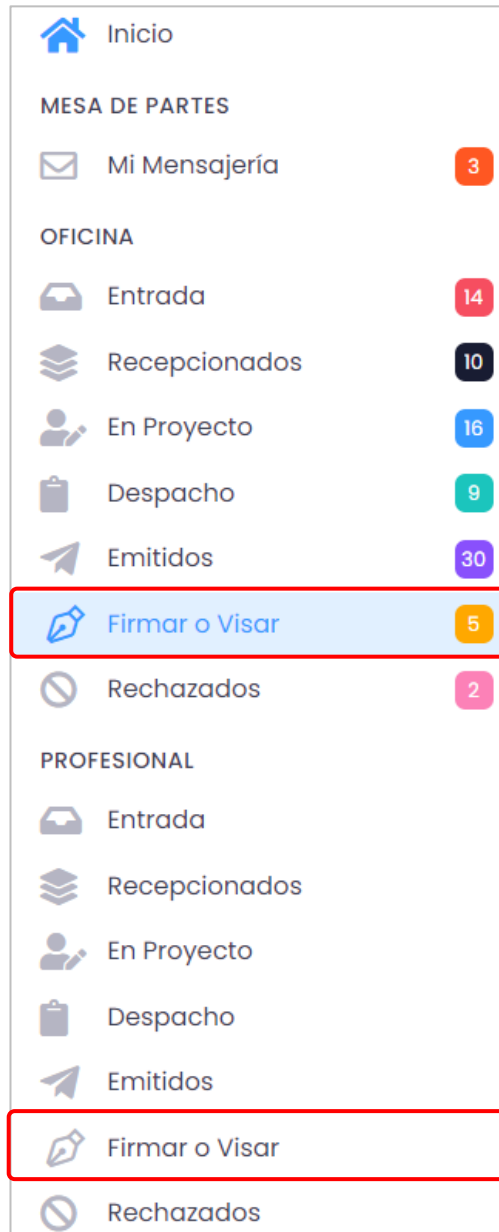 Inicio
MESA DE PARTES
Mi Mensajería 3
OFICINA
Entrada 14
Recepcionados 10
En Proyecto 16
Despacho 9
Emitidos 30
Firmar o Visar 5
Rechazados 2
PROFESIONAL
Entrada
Recepcionados
En Proyecto
Despacho
Emitidos
Firmar o Visar
Rechazados